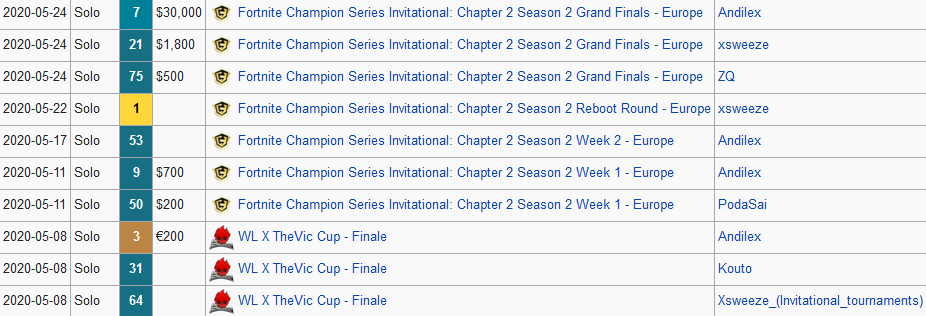 2020-05-24 Solo 7 $30,000 Fortnite Champion Series Invitational: Chapter 2 Season 2 Grand Finals - Europe Andilex
2020-05-24 Solo 21 $1,800 Fortnite Champion Series Invitational: Chapter 2 Season 2 Grand Finals - Europe xsweeze
2020-05-24 Solo 75 $500 Fortnite Champion Series Invitational: Chapter 2 Season 2 Grand Finals - Europe ZQ
2020-05-22 Solo 1 Fortnite Champion Series Invitational: Chapter 2 Season 2 Reboot Round - Europe xsweeze
2020-05-17 Solo 53 Fortnite Champion Series Invitational: Chapter 2 Season 2 Week 2 - Europe Andilex
2020-05-11 Solo 9 $700 Fortnite Champion Series Invitational: Chapter 2 Season 2 Week 1 - Europe Andilex
2020-05-11 Solo 50 $200 Fortnite Champion Series Invitational: Chapter 2 Season 2 Week 1 - Europe PodaSai
2020-05-08 Solo 3 €200 WL X TheVic Cup - Finale Andilex
2020-05-08 Solo 31 WL X TheVic Cup - Finale Kouto
2020-05-08 Solo 64 WL X TheVic Cup - Finale Xsweeze_(Invitational_tournaments)